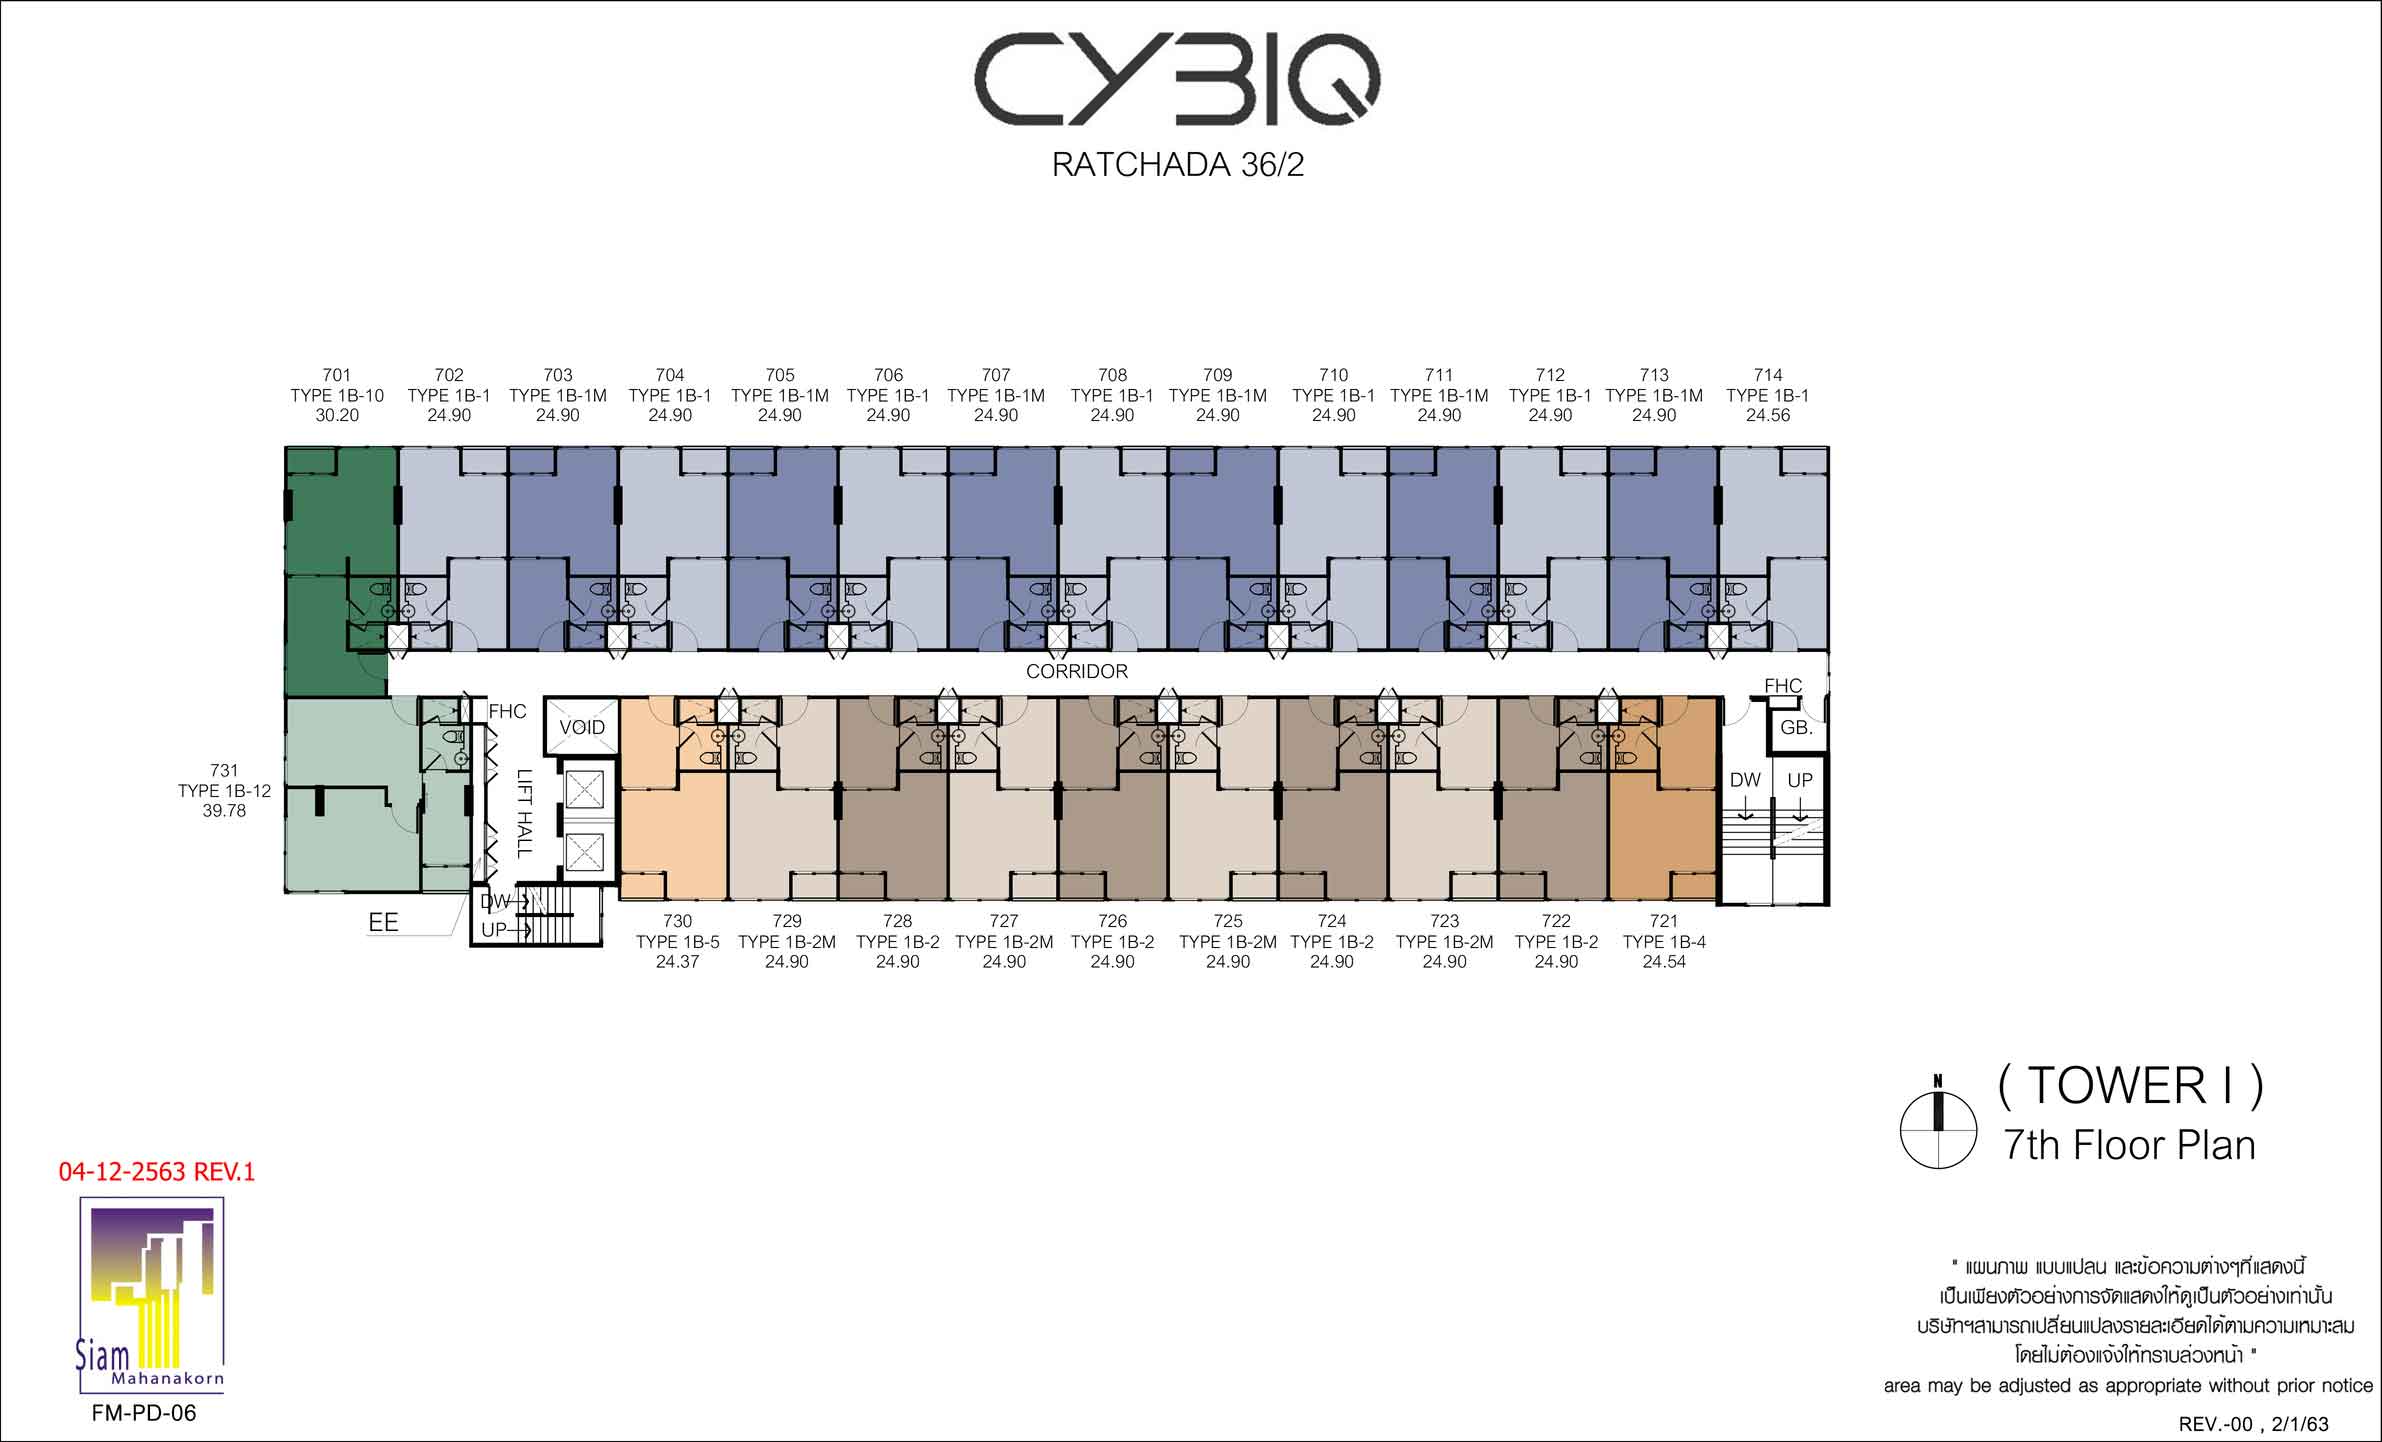 CYBIQ
RATCHADA 36/2
701 702 703 704 705 706 707 708 709 710 711 712 713 714
TYPE 1B-10 TYPE 1B-1 TYPE 1B-1M TYPE 1B-1 TYPE 1B-1M TYPE 1B-1 TYPE 1B-1M TYPE 1B-1 TYPE 1B-1M TYPE 1B-1 TYPE 1B-1M TYPE 1B-1 TYPE 1B-1M TYPE 1B-1
30.20 24.90 24.90 24.90 24.90 24.90 24.90 24.90 24.90 24.90 24.90 24.90 24.90 24.56
CORRIDOR
FHC
FHC
VOID
GB.
731
TYPE 1B-12
39.78
LIFT HALL
DW UP
DW
UP
EE
730 729 728 727 726 725 724 723 722 721
TYPE 1B-5 TYPE 1B-2M TYPE 1B-2 TYPE 1B-2M TYPE 1B-2 TYPE 1B-2M TYPE 1B-2 TYPE 1B-2M TYPE 1B-2 TYPE 1B-4
24.37 24.90 24.90 24.90 24.90 24.90 24.90 24.90 24.90 24.54
N
( TOWER I )
7th Floor Plan
04-12-2563 REV.1
Siam
Mahanakorn
FM-PD-06
" แผนภาพ แบบแปลน และข้อความต่างๆที่แสดงนี้
เป็นเพียงตัวอย่างการจัดแสดงให้ดูเป็นตัวอย่างเท่านั้น
บริษัทฯสามารถเปลี่ยนแปลงรายละเอียดได้ตามความเหมาะสม
โดยไม่ต้องแจ้งให้ทราบล่วงหน้า "
area may be adjusted as appropriate without prior notice
REV.-00 , 2/1/63